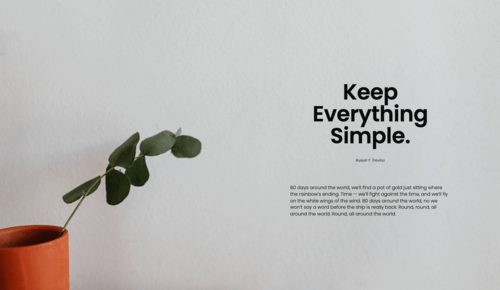 Keep
Everything
Simple.
80 days around the world, we'll find a pot of gold just sitting where
the rainbow's ending. Time — we'll fight against the time, and we'll fly
on the white wings of the wind. 80 days around the world, no we
won't say a word before the ship is really back. Round, round, all
around the world. Round, all around the world.